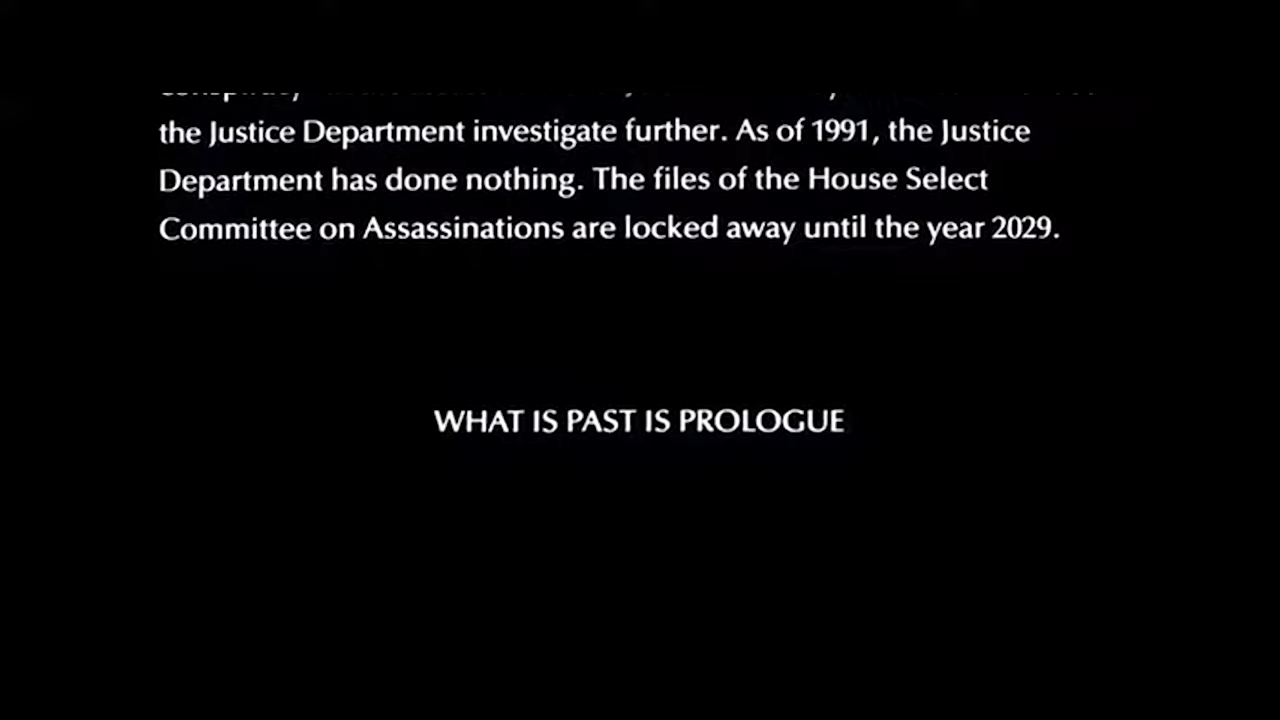 the Justice Department investigate further. As of 1991, the Justice
Department has done nothing. The files of the House Select
Committee on Assassinations are locked away until the year 2029.
WHAT IS PAST IS PROLOGUE